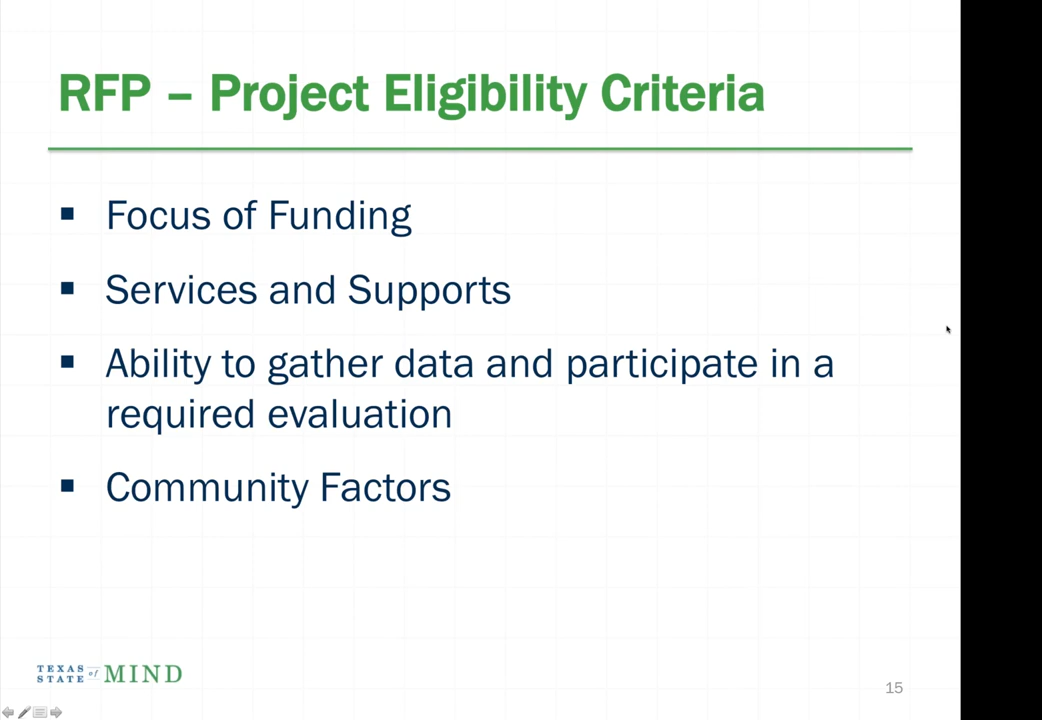 RFP – Project Eligibility Criteria
▪ Focus of Funding
▪ Services and Supports
▪ Ability to gather data and participate in a
required evaluation
▪ Community Factors
TEXAS
STATE of MIND
15